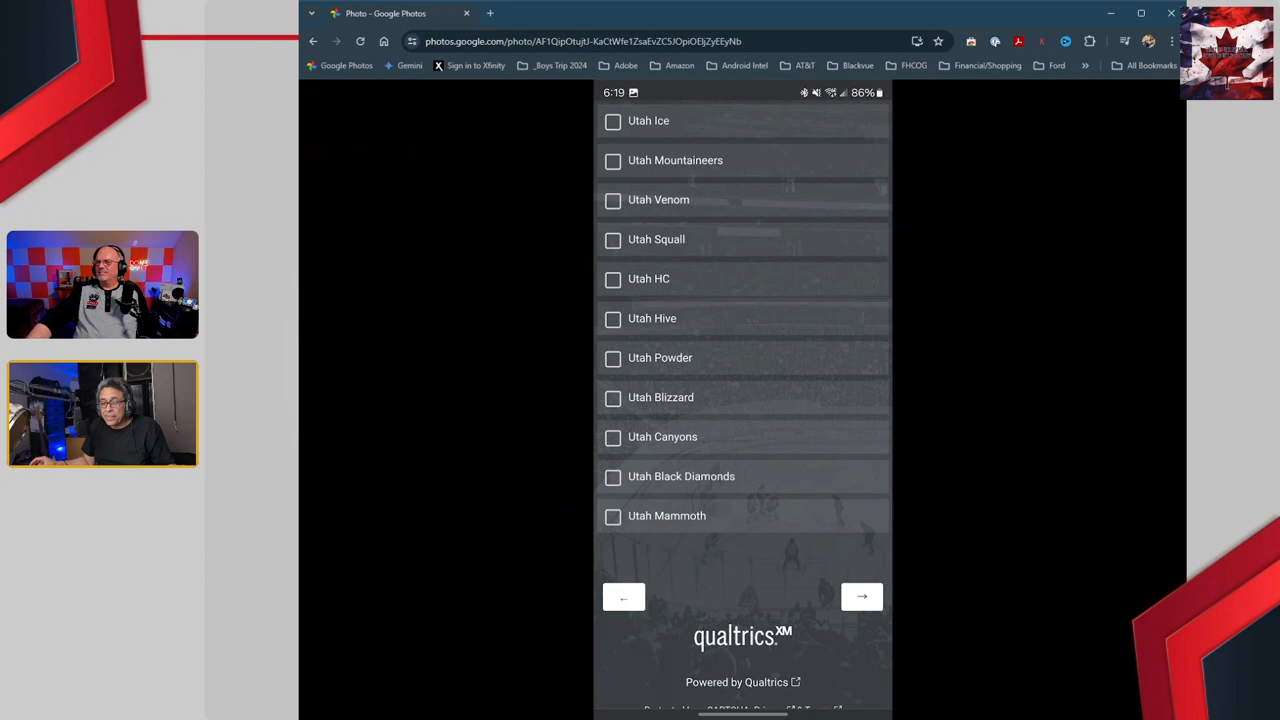 Photo - Google Photos
photos.google.com/photo/AF1QipOtujtJ-KaCtWfe1ZsaEvZC5JOpiOEljZyEEyNb
Google Photos Gemini Sign in to Xfinity Boys Trip 2024 Adobe Amazon Android Intel AT&T Blackvue FHCOG Financial/Shopping Ford » All Bookmarks
6:19 86%
Utah Ice
Utah Mountaineers
Utah Venom
Utah Squall
Utah HC
Utah Hive
Utah Powder
Utah Blizzard
Utah Canyons
Utah Black Diamonds
Utah Mammoth
← →
qualtrics.XM
Powered by Qualtrics